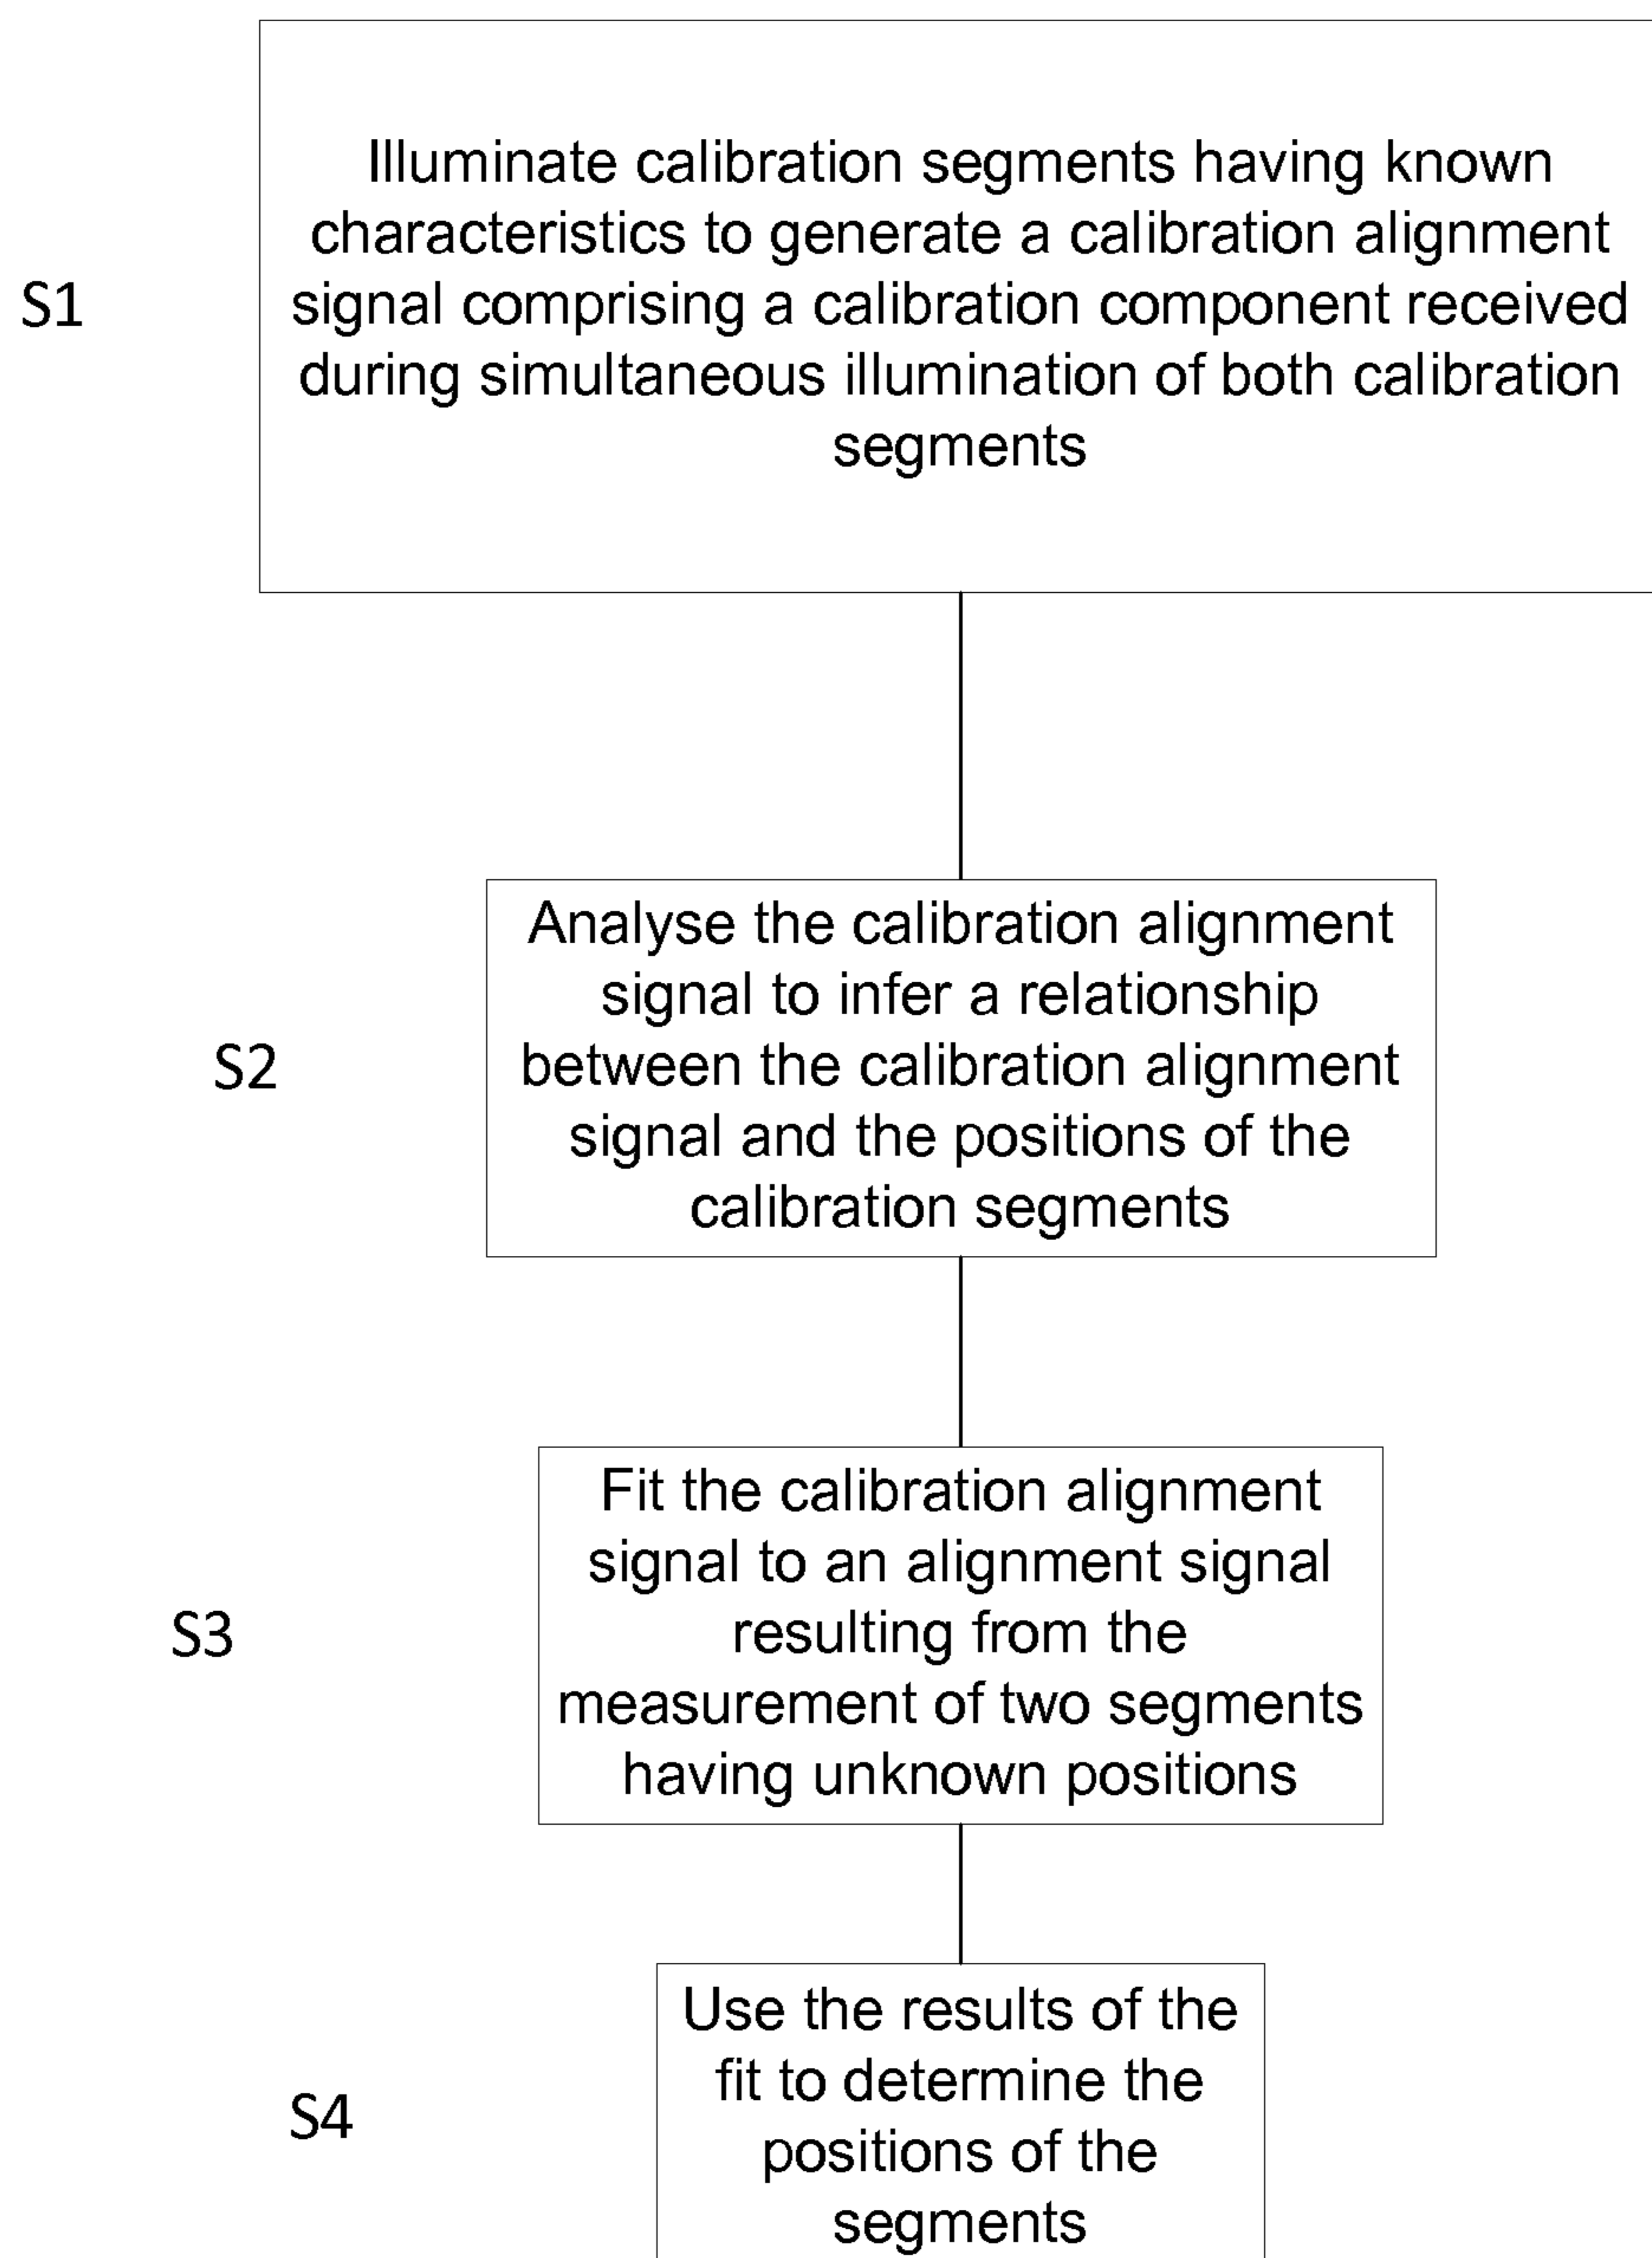 Illuminate calibration segments having known
characteristics to generate a calibration alignment
S1
signal comprising a calibration component received
during simultaneous illumination of both calibration
segments
Analyse the calibration alignment
signal to infer a relationship
S2
between the calibration alignment
signal and the positions of the
calibration segments
Fit the calibration alignment
signal to an alignment signal
S3
resulting from the
measurement of two segments
having unknown positions
Use the results of the
fit to determine the
S4
positions of the
segments